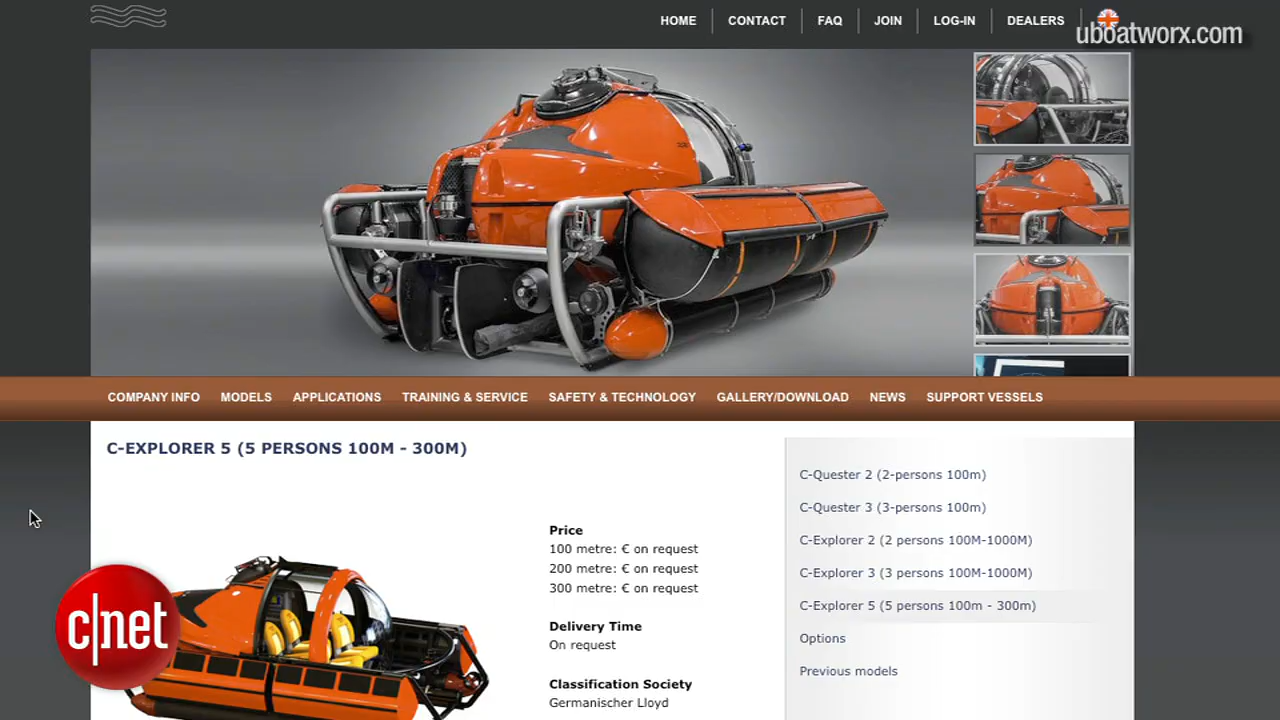 HOME
CONTACT
FAQ
JOIN
LOG-IN
DEALERS
uboatworx.com
COMPANY INFO
MODELS
APPLICATIONS
TRAINING & SERVICE
SAFETY & TECHNOLOGY
GALLERY/DOWNLOAD
NEWS
SUPPORT VESSELS
C-EXPLORER 5 (5 PERSONS 100M - 300M)
Price
100 metre: € on request
200 metre: € on request
300 metre: € on request
Delivery Time
On request
Classification Society
Germanischer Lloyd
C-Quester 2 (2-persons 100m)
C-Quester 3 (3-persons 100m)
C-Explorer 2 (2 persons 100M-1000M)
C-Explorer 3 (3 persons 100M-1000M)
C-Explorer 5 (5 persons 100m - 300m)
Options
Previous models
c|net